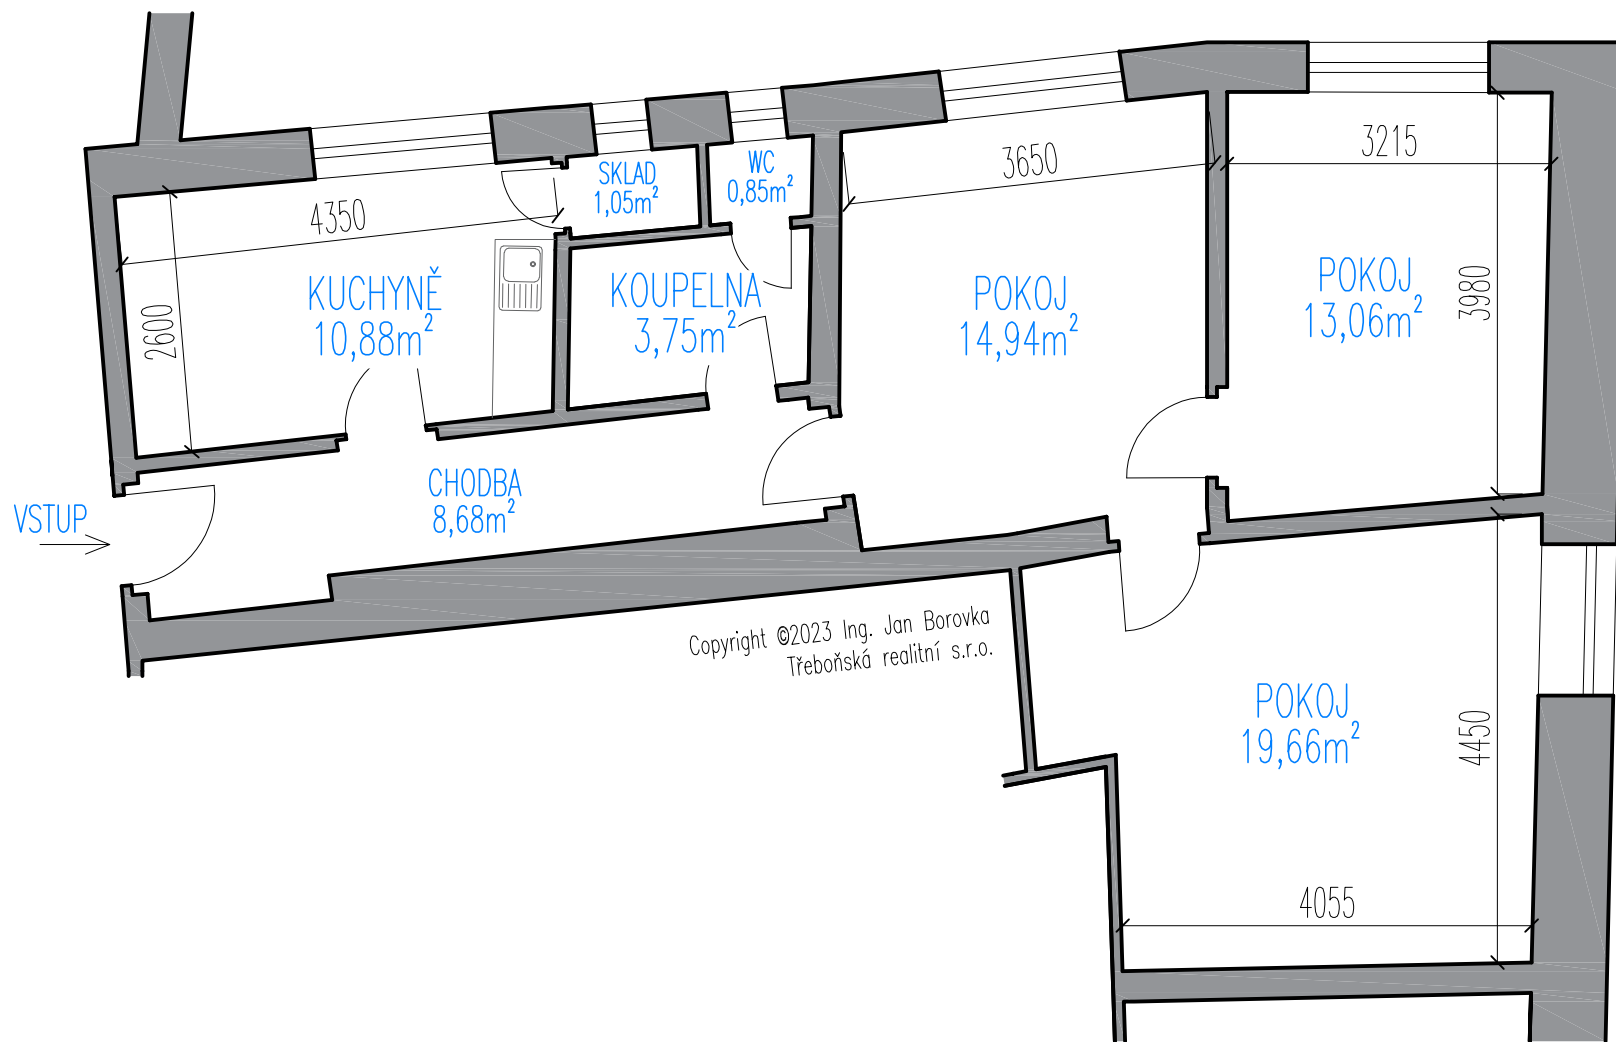 SKLAD
1,05m²
WC
0,85m²
3650
3215
4350
KUCHYNĚ
10,88m²
2600
KOUPELNA
3,75m²
POKOJ
14,94m²
POKOJ
13,06m²
3980
CHODBA
8,68m²
VSTUP
Copyright ©2023 Ing. Jan Borovka
Třeboňská realitní s.r.o.
POKOJ
19,66m²
4450
4055